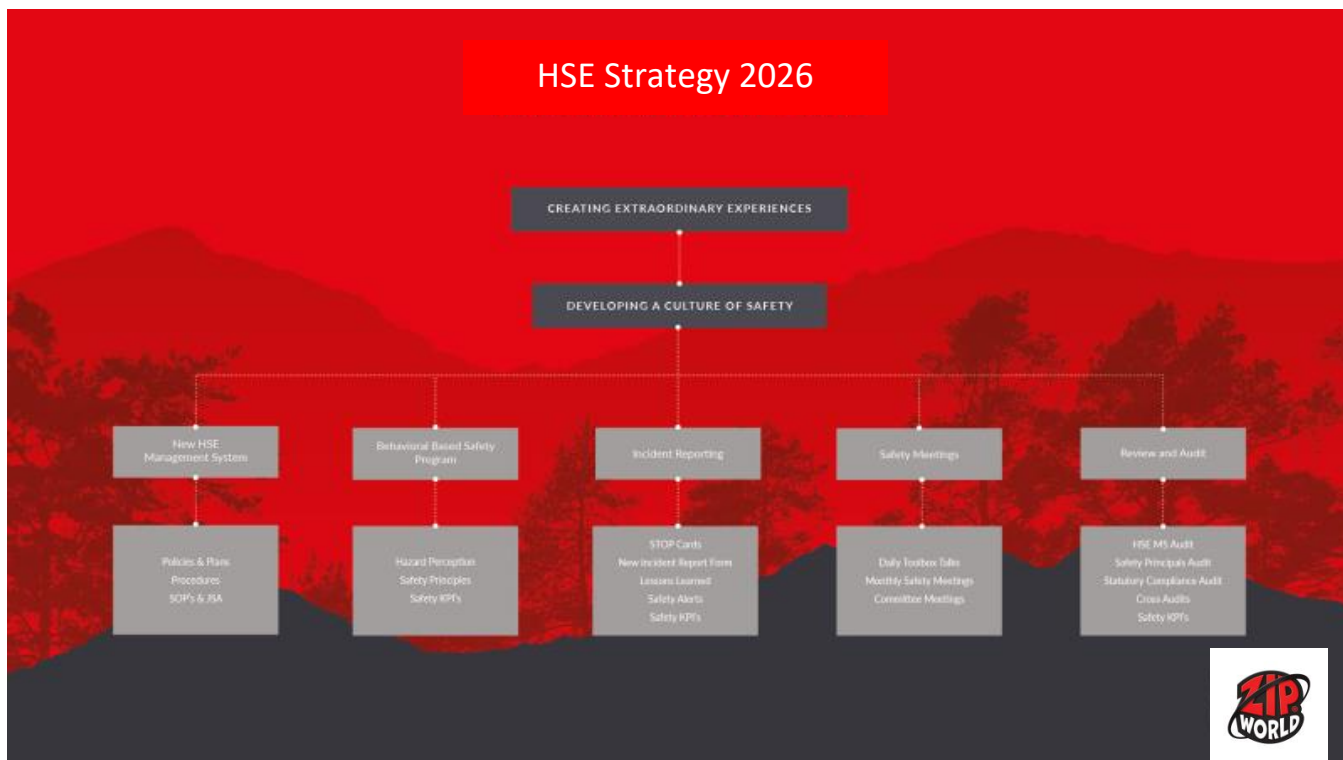 HSE Strategy 2026
CREATING EXTRAORDINARY EXPERIENCES
DEVELOPING A CULTURE OF SAFETY
New HSE
Management System
Behavioral Based Safety
Program
Incident Reporting
Safety Meetings
Review and Audit
Policies & Plans
Procedures
SOP's & JSA
Hazard Perception
Safety Principles
Safety KPI's
STOP Cards
New Incident Report Form
Lessons Learned
Safety Alerts
Safety KPI's
Daily Toolbox Talks
Monthly Safety Meetings
Committee Meetings
HSE MS Audit
Safety Principals Audit
Statutory Compliance Audit
Cross Audits
Safety KPI's
ZIP
WORLD